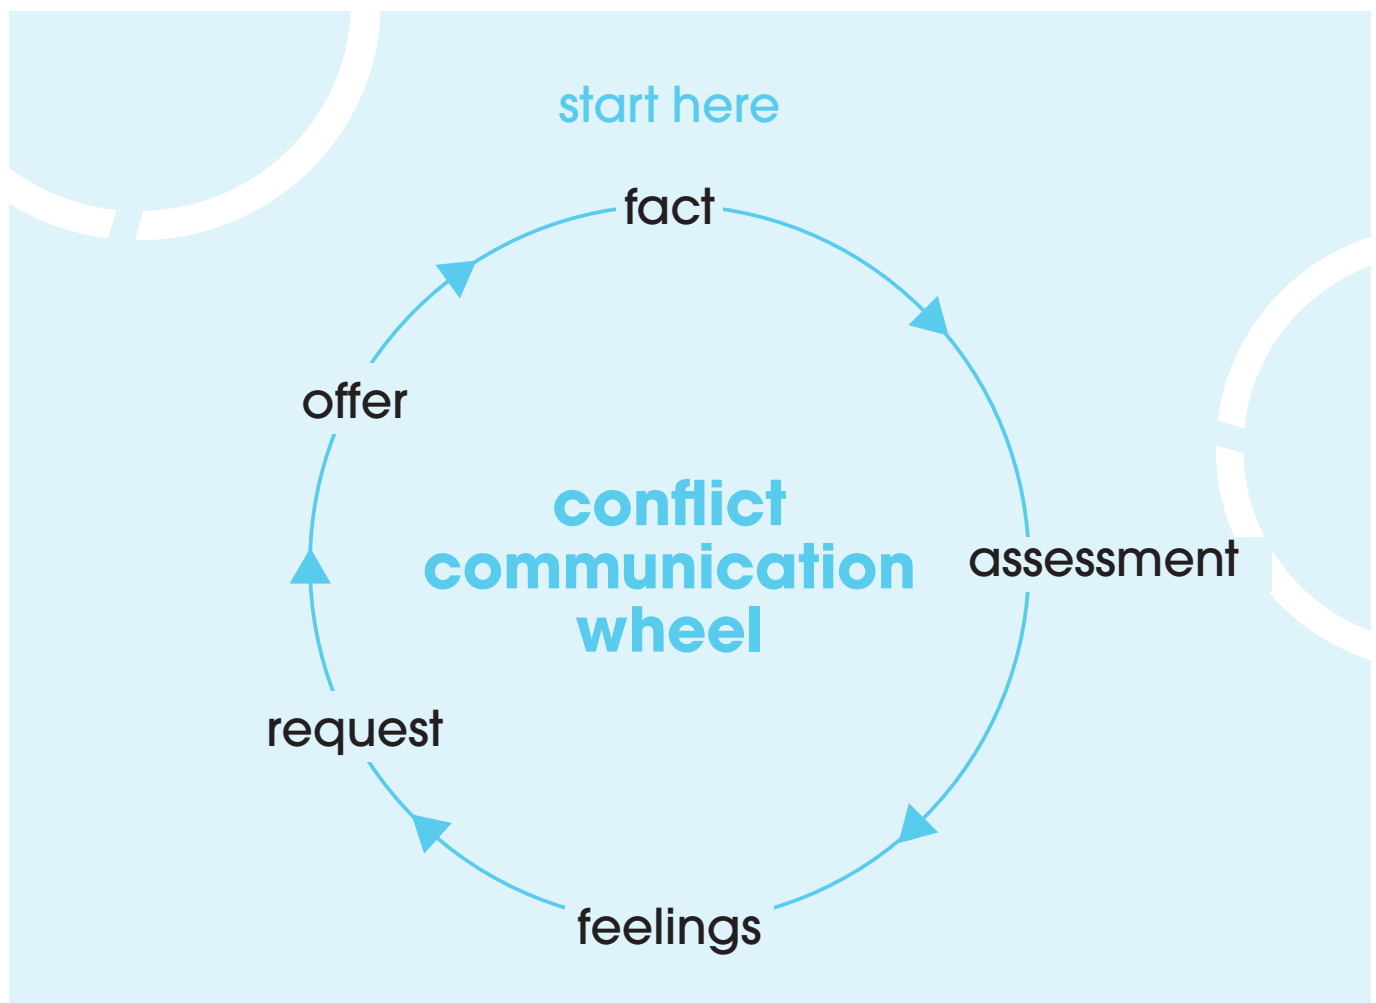 start here
fact
assessment
feelings
request
offer
conflict
communication
wheel